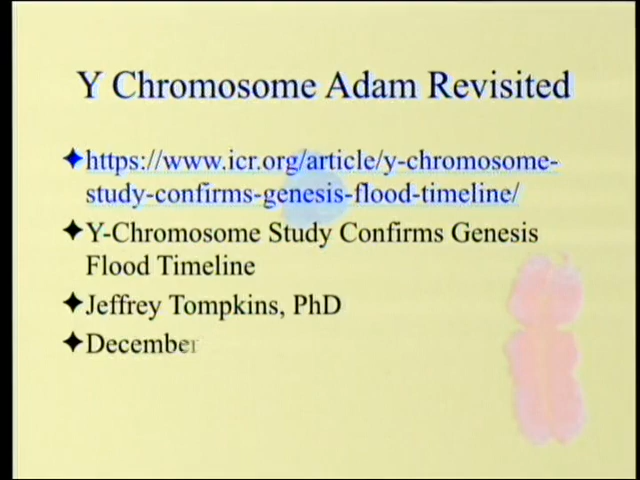 Y Chromosome Adam Revisited
https://www.icr.org/article/y-chromosome-
study-confirms-genesis-flood-timeline/
Y-Chromosome Study Confirms Genesis
Flood Timeline
Jeffrey Tompkins, PhD
December